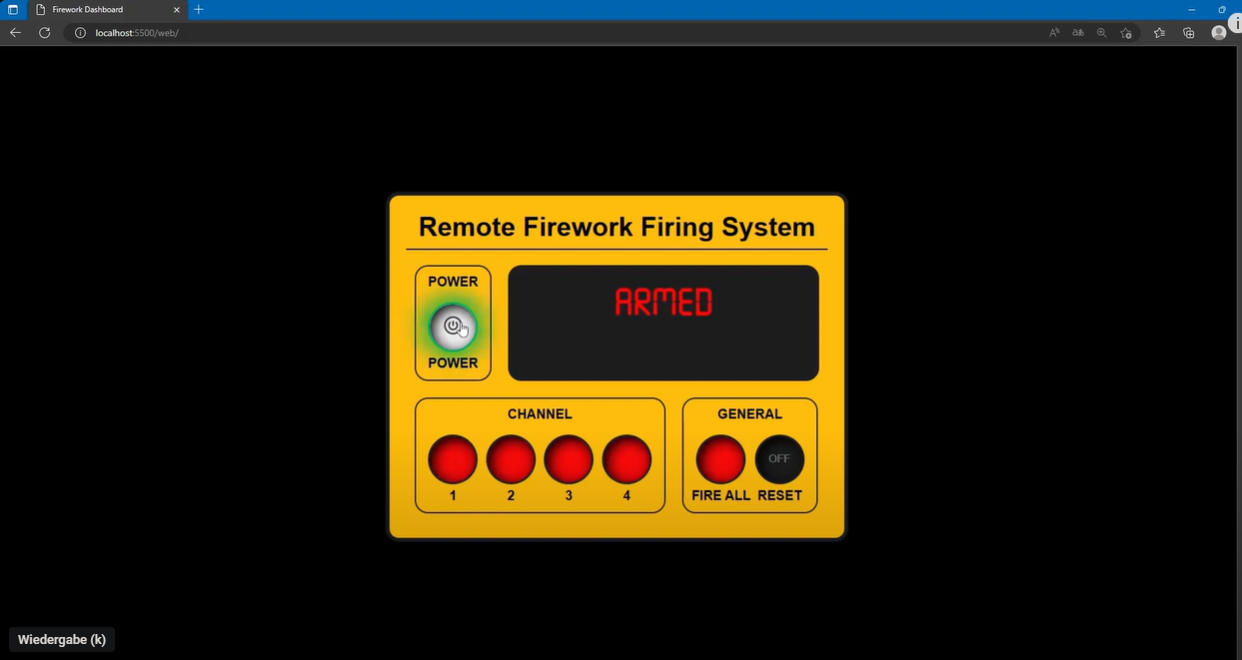 Firework Dashboard
localhost:5500/web/
Remote Firework Firing System
POWER
ARMED
POWER
CHANNEL
1 2 3 4
GENERAL
OFF
FIRE ALL RESET
Wiedergabe (k)